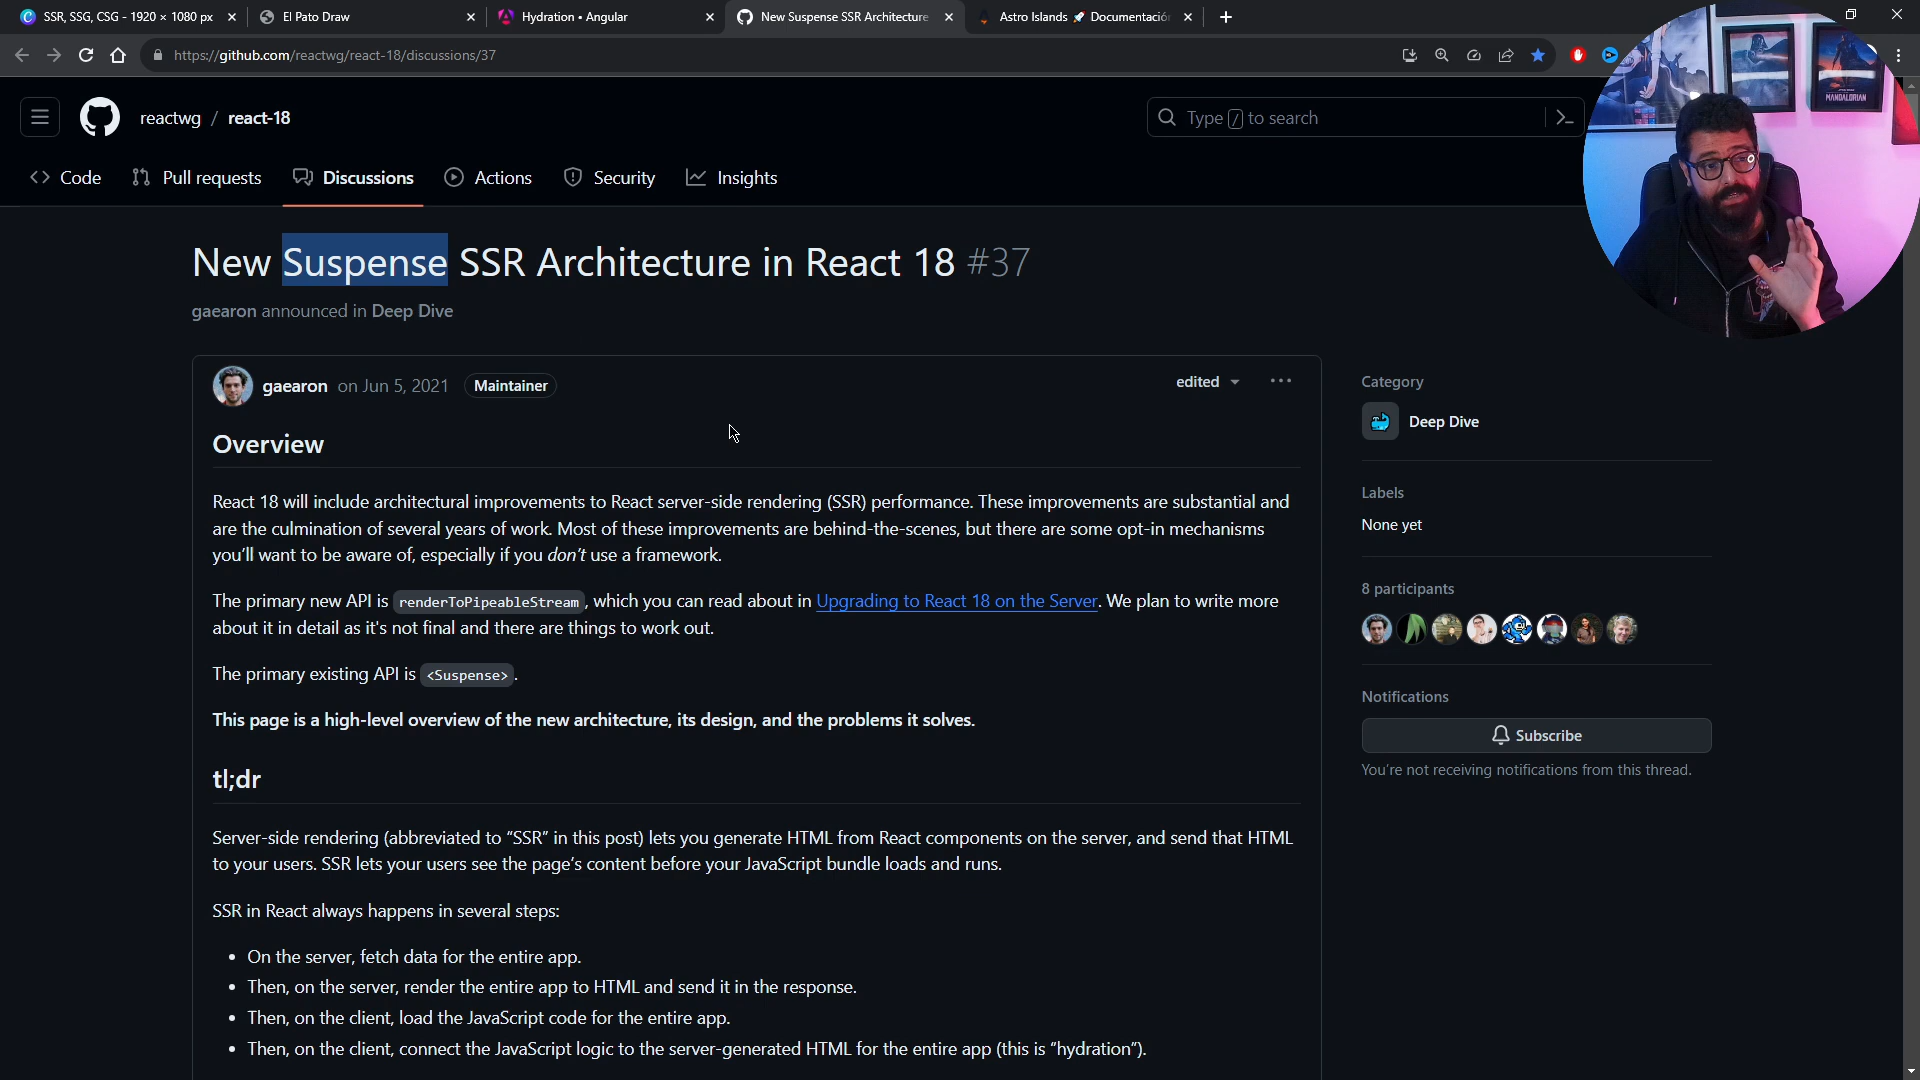 SSR, SSG, CSG - 1920 × 1080 px
El Pato Draw
Hydration • Angular
New Suspense SSR Architecture
Astro Islands 🚀 Documentació
https://github.com/reactwg/react-18/discussions/37
reactwg / react-18
Type / to search
Code
Pull requests
Discussions
Actions
Security
Insights
MANDALORIAN
New Suspense SSR Architecture in React 18 #37
gaearon announced in Deep Dive
gaearon on Jun 5, 2021 Maintainer
edited
Overview
React 18 will include architectural improvements to React server-side rendering (SSR) performance. These improvements are substantial and
are the culmination of several years of work. Most of these improvements are behind-the-scenes, but there are some opt-in mechanisms
you’ll want to be aware of, especially if you don’t use a framework.
The primary new API is renderToPipeableStream, which you can read about in Upgrading to React 18 on the Server. We plan to write more
about it in detail as it's not final and there are things to work out.
The primary existing API is <Suspense>.
This page is a high-level overview of the new architecture, its design, and the problems it solves.
tl;dr
Server-side rendering (abbreviated to “SSR” in this post) lets you generate HTML from React components on the server, and send that HTML
to your users. SSR lets your users see the page’s content before your JavaScript bundle loads and runs.
SSR in React always happens in several steps:
• On the server, fetch data for the entire app.
• Then, on the server, render the entire app to HTML and send it in the response.
• Then, on the client, load the JavaScript code for the entire app.
• Then, on the client, connect the JavaScript logic to the server-generated HTML for the entire app (this is “hydration”).
Category
Deep Dive
Labels
None yet
8 participants
Notifications
Subscribe
You're not receiving notifications from this thread.